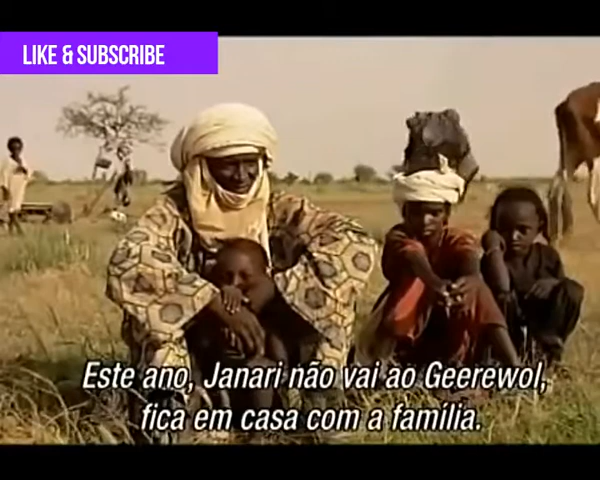 LIKE & SUBSCRIBE
Este ano, Janari não vai ao Geerewol,
fica em casa com a família.